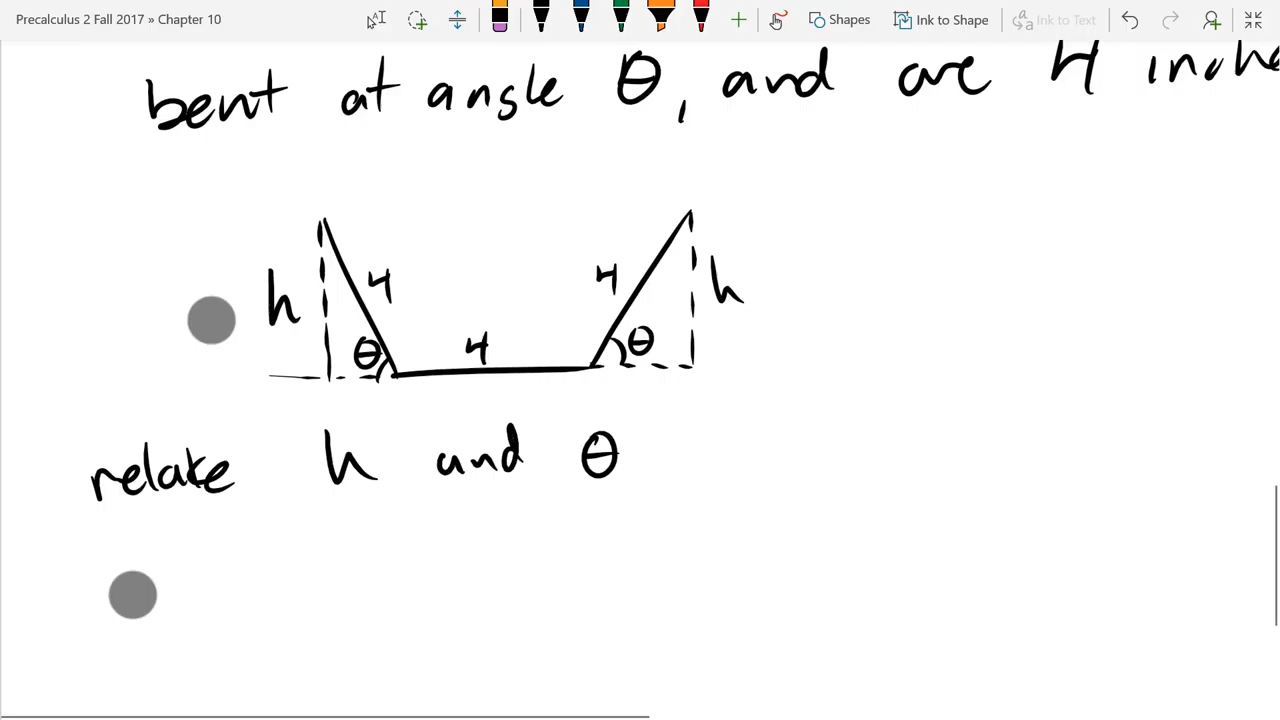 Precalculus 2 Fall 2017 » Chapter 10
Shapes
Ink to Shape
Ink to Text
bent at angle θ, and are 4 inche
h 4 θ 4 4 θ h
relate h and θ